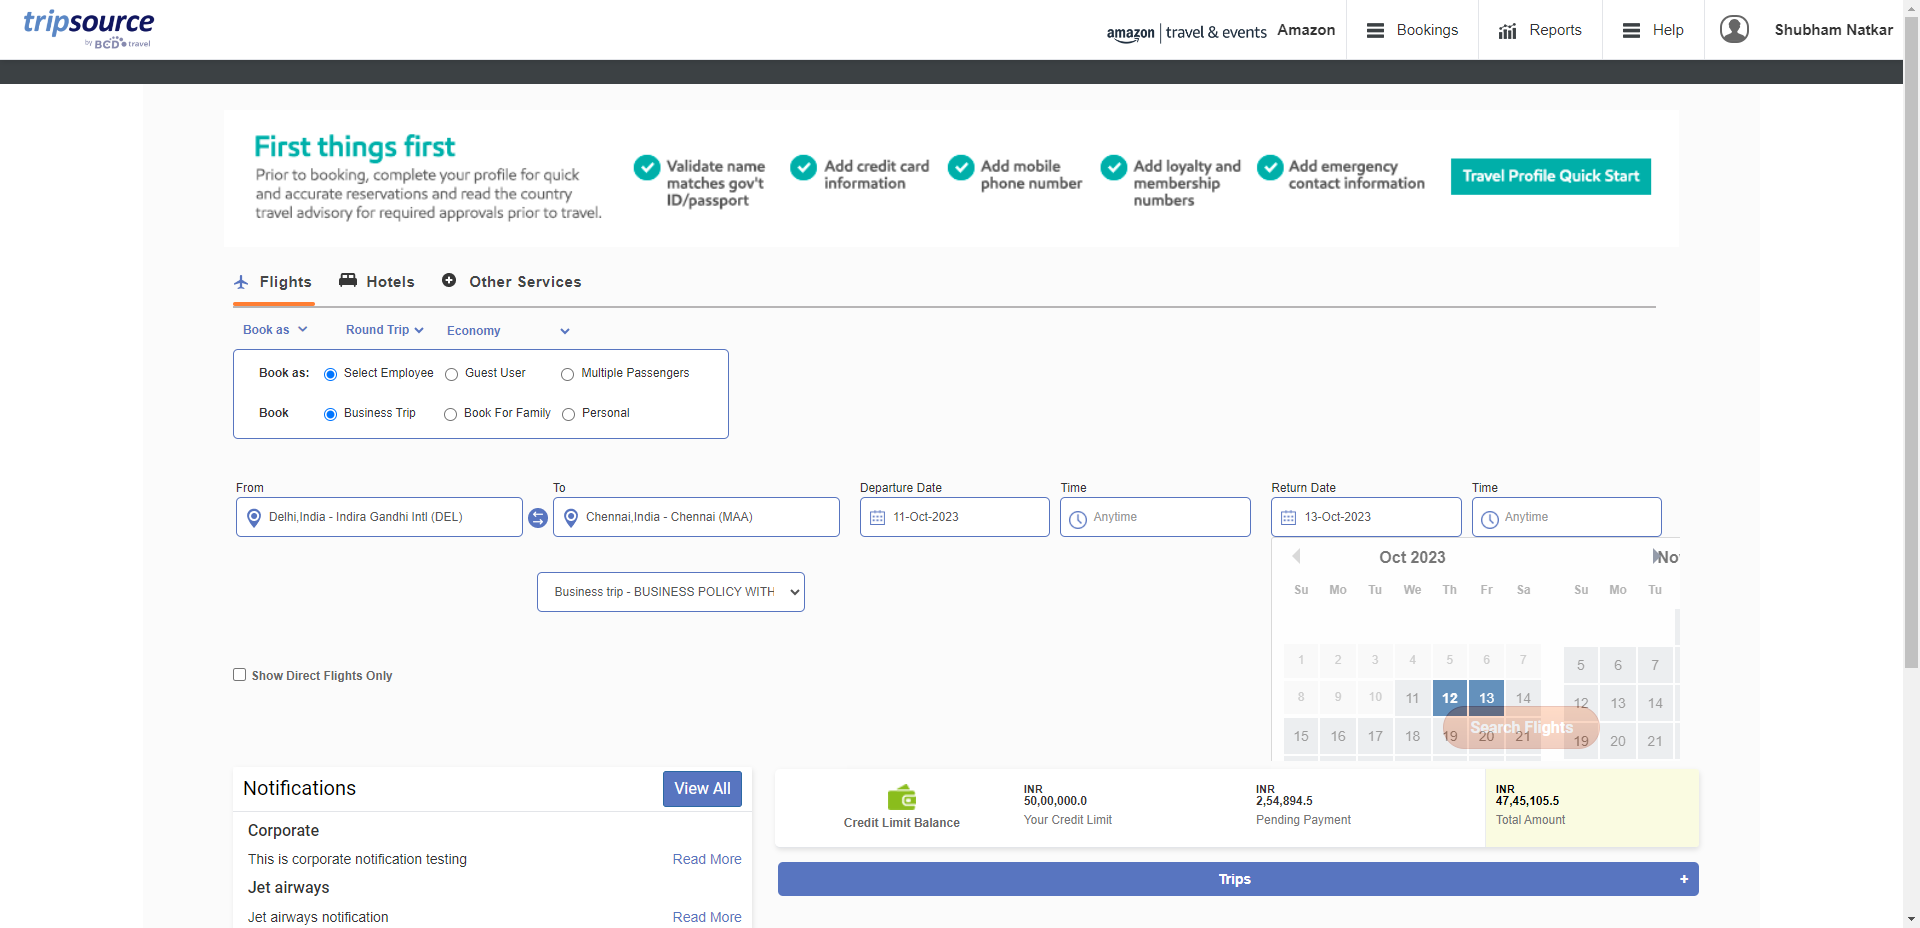 tripsource
by BCD travel
amazon travel & events Amazon
Bookings
Reports
Help
Shubham Natkar
First things first
Prior to booking, complete your profile for quick
and accurate reservations and read the country
travel advisory for required approvals prior to travel.
Validate name
matches gov't
ID/passport
Add credit card
information
Add mobile
phone number
Add loyalty and
membership
numbers
Add emergency
contact information
Travel Profile Quick Start
Flights
Hotels
Other Services
Book as
Round Trip
Economy
Book as: Select Employee Guest User Multiple Passengers
Book Business Trip Book For Family Personal
From
To
Departure Date
Time
Return Date
Time
Delhi,India - Indira Gandhi Intl (DEL)
Chennai,India - Chennai (MAA)
11-Oct-2023
Anytime
13-Oct-2023
Anytime
Oct 2023
No
Su Mo Tu We Th Fr Sa
Su Mo Tu
1 2 3 4 5 6 7
5 6 7
8 9 10 11 12 13 14
12 13 14
15 16 17 18 19 20 21
19 20 21
Search Flights
Business trip - BUSINESS POLICY WITH
Show Direct Flights Only
Notifications
View All
Corporate
This is corporate notification testing
Read More
Jet airways
Jet airways notification
Read More
Credit Limit Balance
INR
50,00,000.0
Your Credit Limit
INR
2,54,894.5
Pending Payment
INR
47,45,105.5
Total Amount
Trips
+